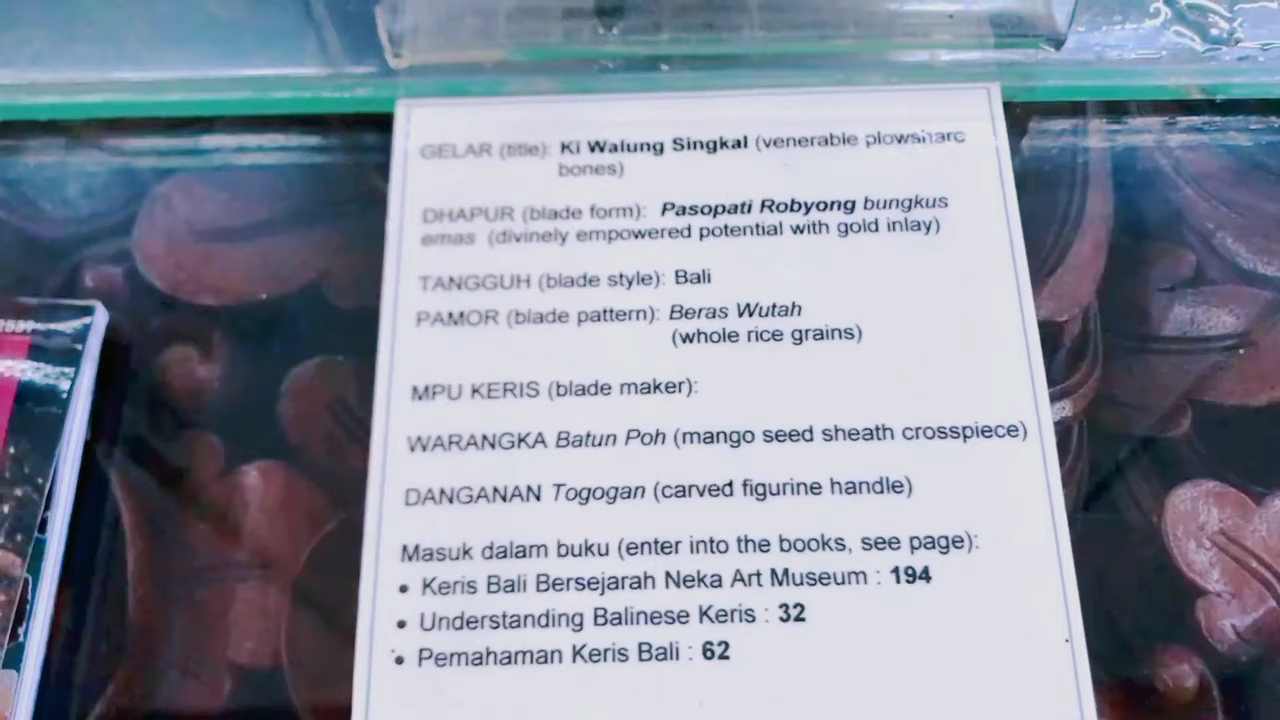 GELAR (title): Ki Walung Singkal (venerable plowshare
bones)
DHAPUR (blade form): Pasopati Robyong bungkus
emas (divinely empowered potential with gold inlay)
TANGGUH (blade style): Bali
PAMOR (blade pattern): Beras Wutah
(whole rice grains)
MPU KERIS (blade maker):
WARANGKA Batun Poh (mango seed sheath crosspiece)
DANGANAN Togogan (carved figurine handle)
Masuk dalam buku (enter into the books, see page):
• Keris Bali Bersejarah Neka Art Museum : 194
• Understanding Balinese Keris : 32
• Pemahaman Keris Bali : 62